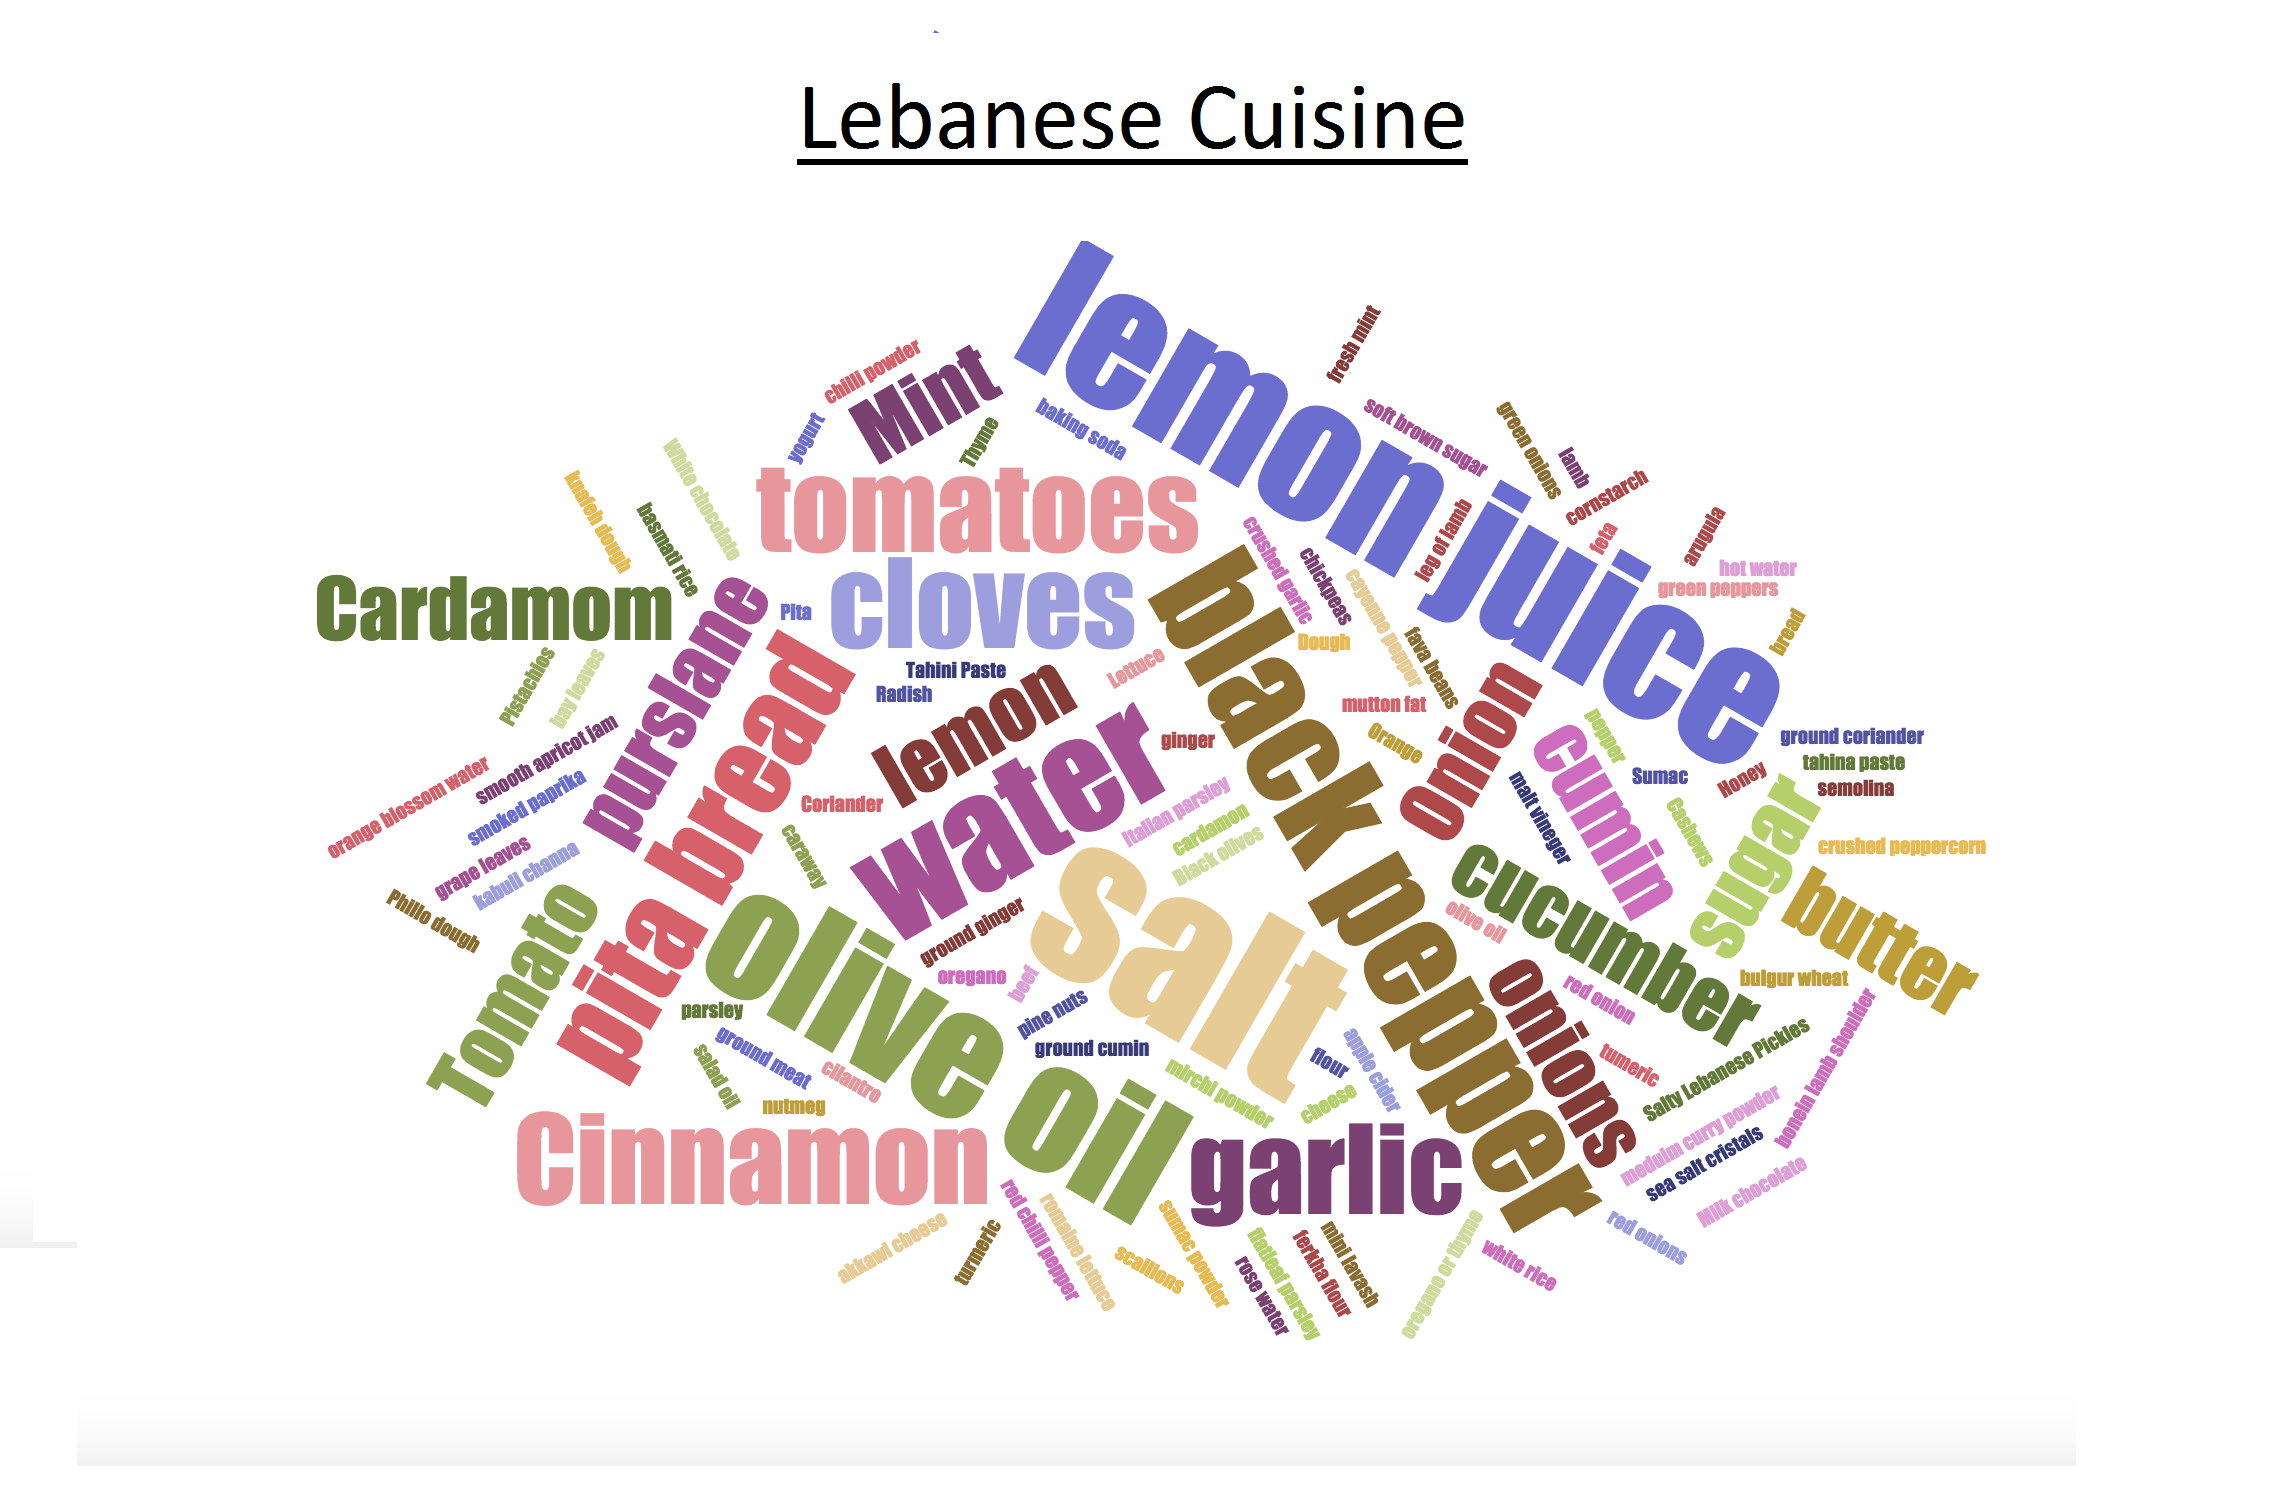 Lebanese Cuisine
lemon juice
fresh mint
chilli powder
Mint
yogurt
Thyme
baking soda
soft brown sugar
green onions
lamb
cornstarch
feta
arugula
hot water
green peppers
bread
leg of lamb
White chocolate
knafeh dough
basmati rice
tomatoes
cloves
Cardamom
purslane
Pita
pita bread
crushed garlic
chickpeas
cayenne pepper
fava beans
Dough
black pepper
Tahini Paste
Radish
Lettuce
lemon
mutton fat
Orange
onion
pepper
cumin
Pistachios
bay leaves
smooth apricot jam
orange blossom water
smoked paprika
grape leaves
kabuli channa
Phillo dough
water
ginger
Coriander
caraway
Italian parsley
cardamon
Black olives
malt vineger
Sumac
Cashews
Honey
ground coriander
tahina paste
semolina
sugar
crushed peppercorn
butter
bulgur wheat
cucumber
olive oil
red onion
onions
tumeric
Salty Lebanese Pickles
bonein lamb shoulder
meduim curry powder
sea salt cristals
Milk chocolate
Tomato
olive oil
salt
ground ginger
oregano
beef
pine nuts
ground cumin
parsley
ground meat
salad oil
cilantro
nutmeg
mirchi powder
flour
apple cider
cheese
Cinnamon
garlic
akkawi cheese
turmeric
red chili pepper
romaine lettuce
scallions
sumac powder
rose water
flatleaf parsley
ferkha flour
mini lavash
oregano or thyme
white rice
red onions